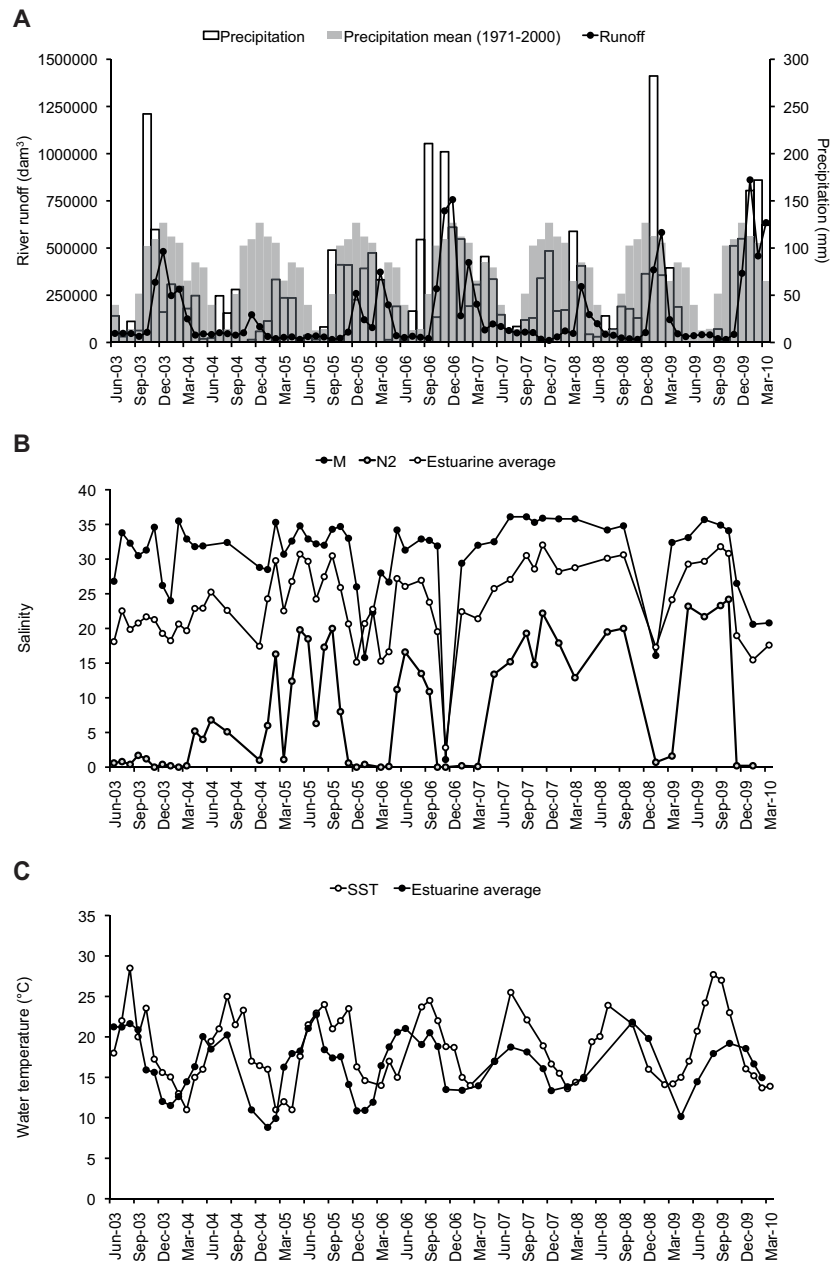 A
Precipitation Precipitation mean (1971-2000) Runoff
1500000
1250000
1000000
750000
500000
250000
0
River runoff (dam³)
300
250
200
150
100
50
0
Precipitation (mm)
Jun-03 Sep-03 Dec-03 Mar-04 Jun-04 Sep-04 Dec-04 Mar-05 Jun-05 Sep-05 Dec-05 Mar-06 Jun-06 Sep-06 Dec-06 Mar-07 Jun-07 Sep-07 Dec-07 Mar-08 Jun-08 Sep-08 Dec-08 Mar-09 Jun-09 Sep-09 Dec-09 Mar-10
B
M N2 Estuarine average
40
35
30
25
20
15
10
5
0
Salinity
Jun-03 Sep-03 Dec-03 Mar-04 Jun-04 Sep-04 Dec-04 Mar-05 Jun-05 Sep-05 Dec-05 Mar-06 Jun-06 Sep-06 Dec-06 Mar-07 Jun-07 Sep-07 Dec-07 Mar-08 Jun-08 Sep-08 Dec-08 Mar-09 Jun-09 Sep-09 Dec-09 Mar-10
C
SST Estuarine average
35
30
25
20
15
10
5
0
Water temperature (°C)
Jun-03 Sep-03 Dec-03 Mar-04 Jun-04 Sep-04 Dec-04 Mar-05 Jun-05 Sep-05 Dec-05 Mar-06 Jun-06 Sep-06 Dec-06 Mar-07 Jun-07 Sep-07 Dec-07 Mar-08 Jun-08 Sep-08 Dec-08 Mar-09 Jun-09 Sep-09 Dec-09 Mar-10